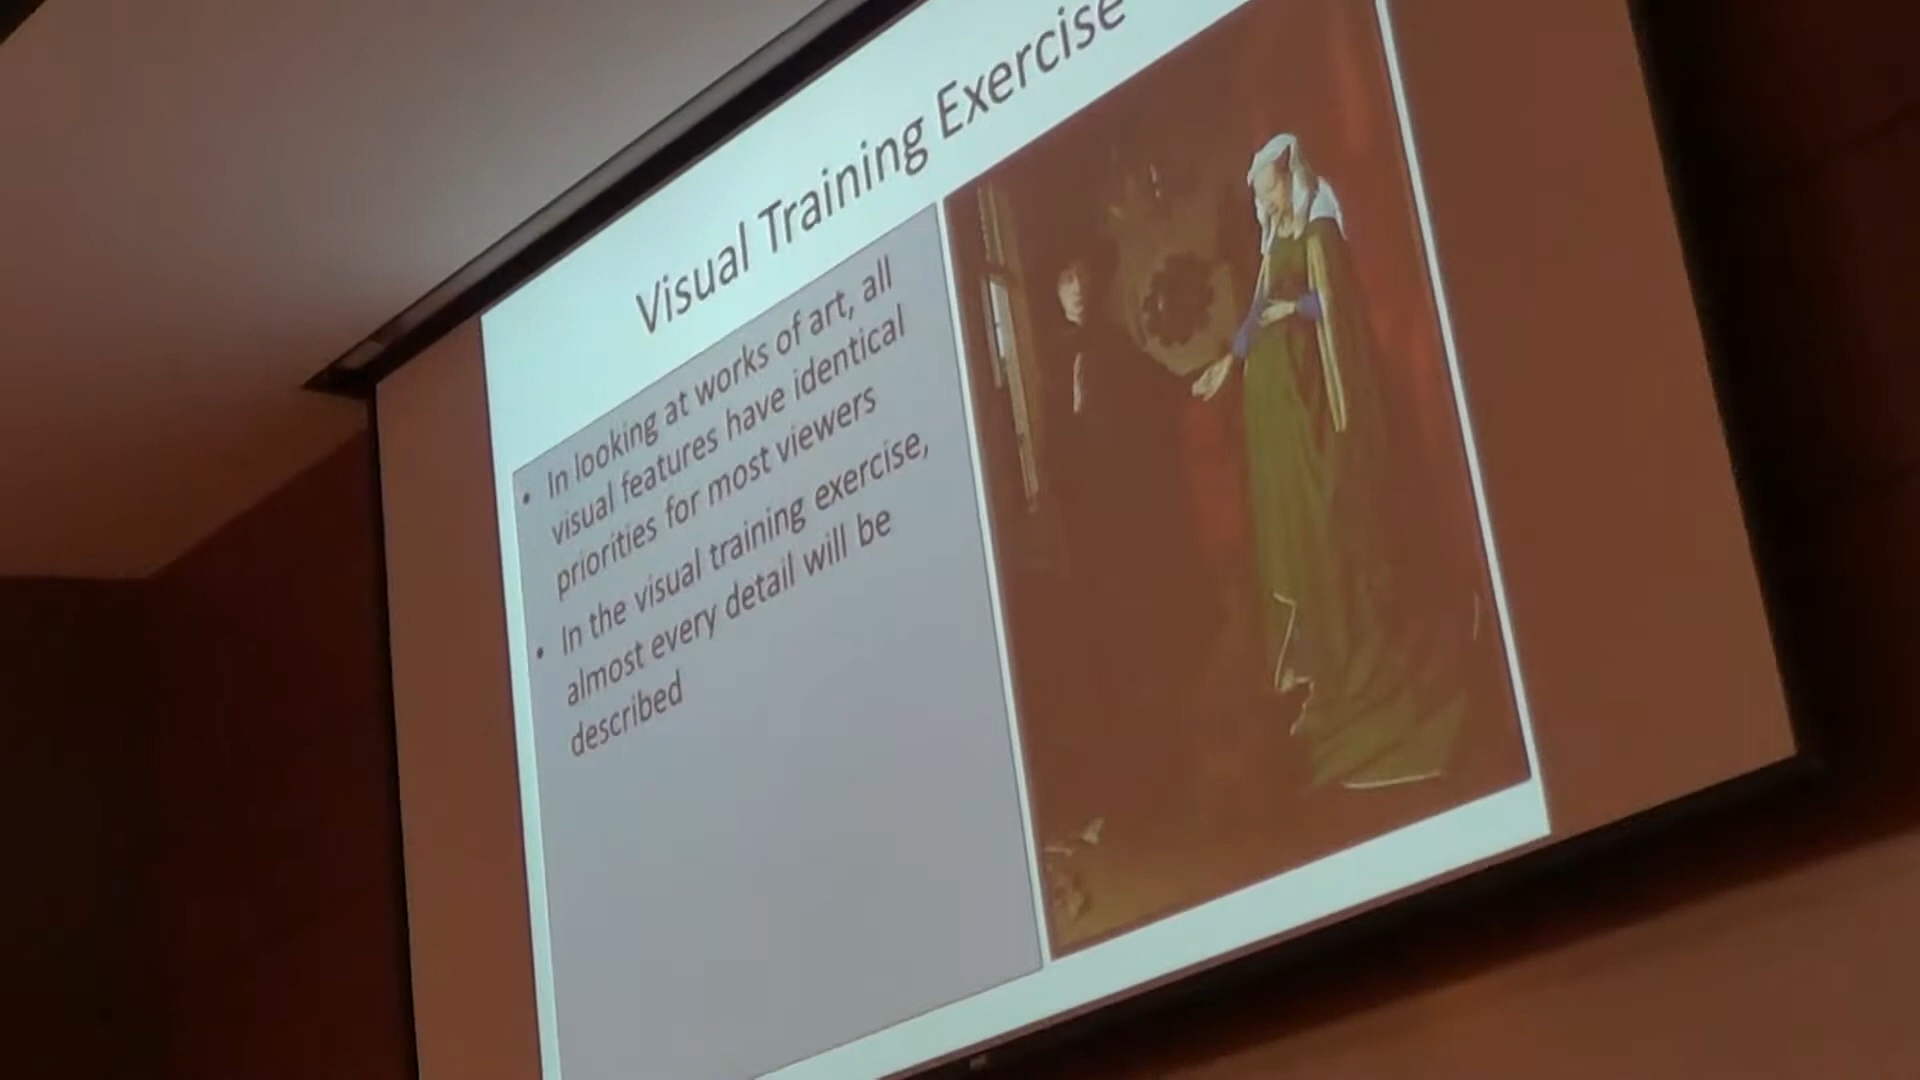 Visual Training Exercise
• In looking at works of art, all
visual features have identical
priorities for most viewers
• In the visual training exercise,
almost every detail will be
described